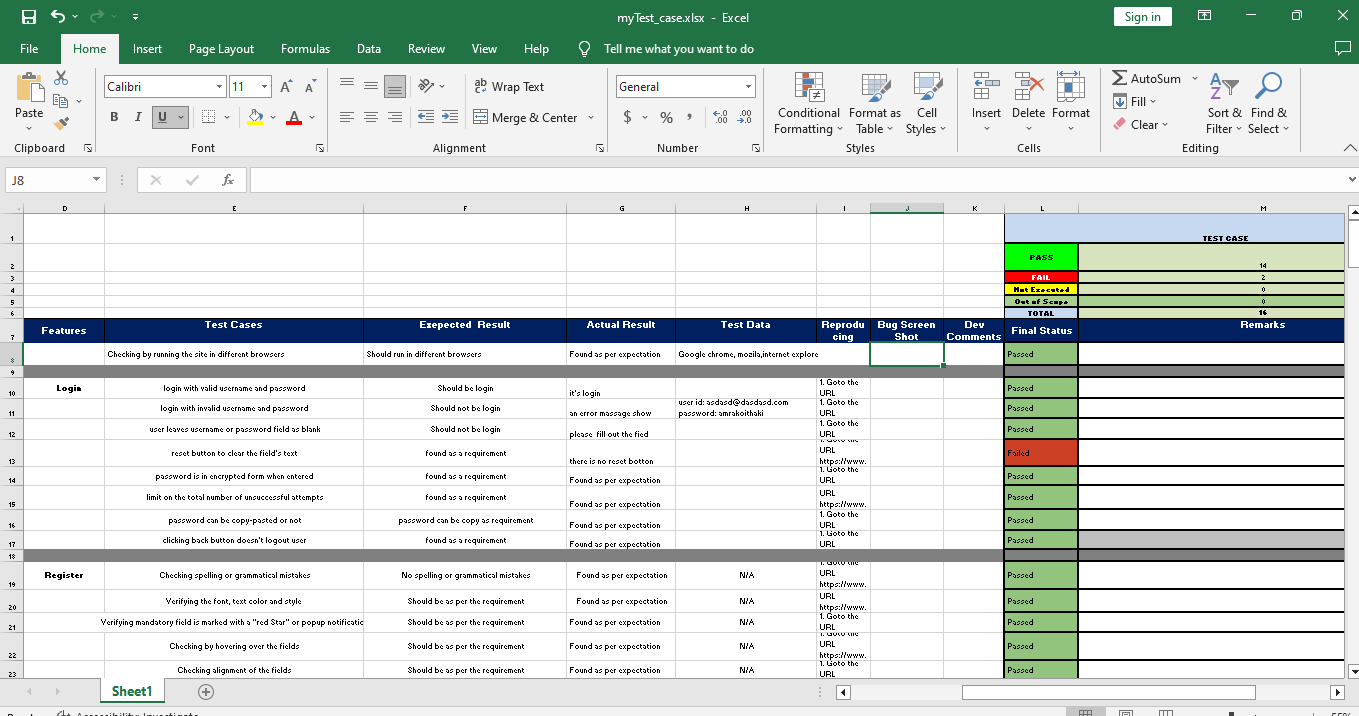 myTest_case.xlsx - Excel
Sign in
File Home Insert Page Layout Formulas Data Review View Help Tell me what you want to do
Paste
Clipboard
Calibri 11
B I U
Font
Wrap Text
Merge & Center
Alignment
General
$ % ,
Number
Conditional Formatting
Format as Table
Cell Styles
Styles
Insert Delete Format
Cells
AutoSum
Fill
Clear
Sort & Filter
Find & Select
Editing
J8
fx
D E F G H I J K L M
1 TEST CASE
2 PASS 14
3 FAIL 2
4 Not Executed 0
5 Out of Scope 0
6 TOTAL 16
7 Features Test Cases Exepected Result Actual Result Test Data Reprodu cing Bug Screen Shot Dev Comments Final Status Remarks
8 Checking by running the site in different browsers Should run in different browsers Found as per expectation Google chrome, mozila,internet explore Passed
9
10 Login login with valid username and password Should be login it's login 1. Goto the URL Passed
11 login with invalid username and password Should not be login an error massage show user id: asdasd@dasdasd.com password: amrakoithaki 1. Goto the URL Passed
12 user leaves username or password field as blank Should not be login please fill out the fied 1. Goto the URL Passed
13 reset button to clear the field's text found as a requirement there is no reset botton 1. Goto the URL https://www. Failed
14 password is in encrypted form when entered found as a requirement Found as per expectation 1. Goto the URL Passed
15 limit on the total number of unsuccessful attempts found as a requirement Found as per expectation URL https://www. Passed
16 password can be copy-pasted or not password can be copy as requirement Found as per expectation 1. Goto the URL Passed
17 clicking back button doesn't logout user found as a requirement Found as per expectation 1. Goto the URL Passed
18
19 Register Checking spelling or grammatical mistakes No spelling or grammatical mistakes Found as per expectation N/A 1. Goto the URL https://www. Passed
20 Verifying the font, text color and style Should be as per the requirement Found as per expectation N/A URL https://www. Passed
21 Verifying mandatory field is marked with a "red Star" or popup notificatic Should be as per the requirement Found as per expectation N/A 1. Goto the URL Passed
22 Checking by hovering over the fields Should be as per the requirement Found as per expectation N/A 1. Goto the URL https://www. Passed
23 Checking alignment of the fields Should be as per the requirement Found as per expectation N/A 1. Goto the URL Passed
Sheet1